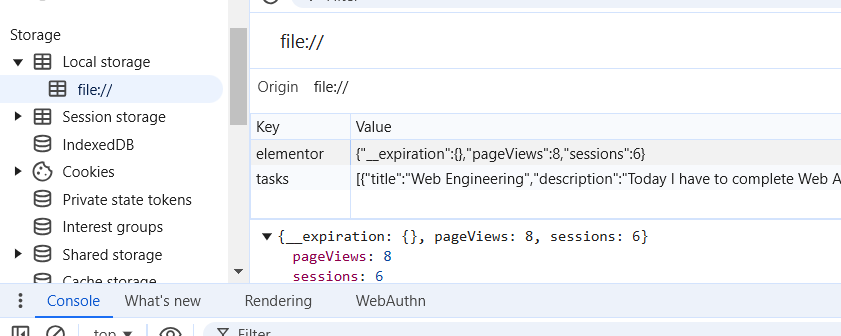 Filter
Storage
Local storage
file://
Session storage
IndexedDB
Cookies
Private state tokens
Interest groups
Shared storage
Cache storage
file://
Origin file://
Key Value
elementor {"__expiration":{},"pageViews":8,"sessions":6}
tasks [{"title":"Web Engineering","description":"Today I have to complete Web A
{__expiration: {}, pageViews: 8, sessions: 6}
pageViews: 8
sessions: 6
Console What's new Rendering WebAuthn
top Filter